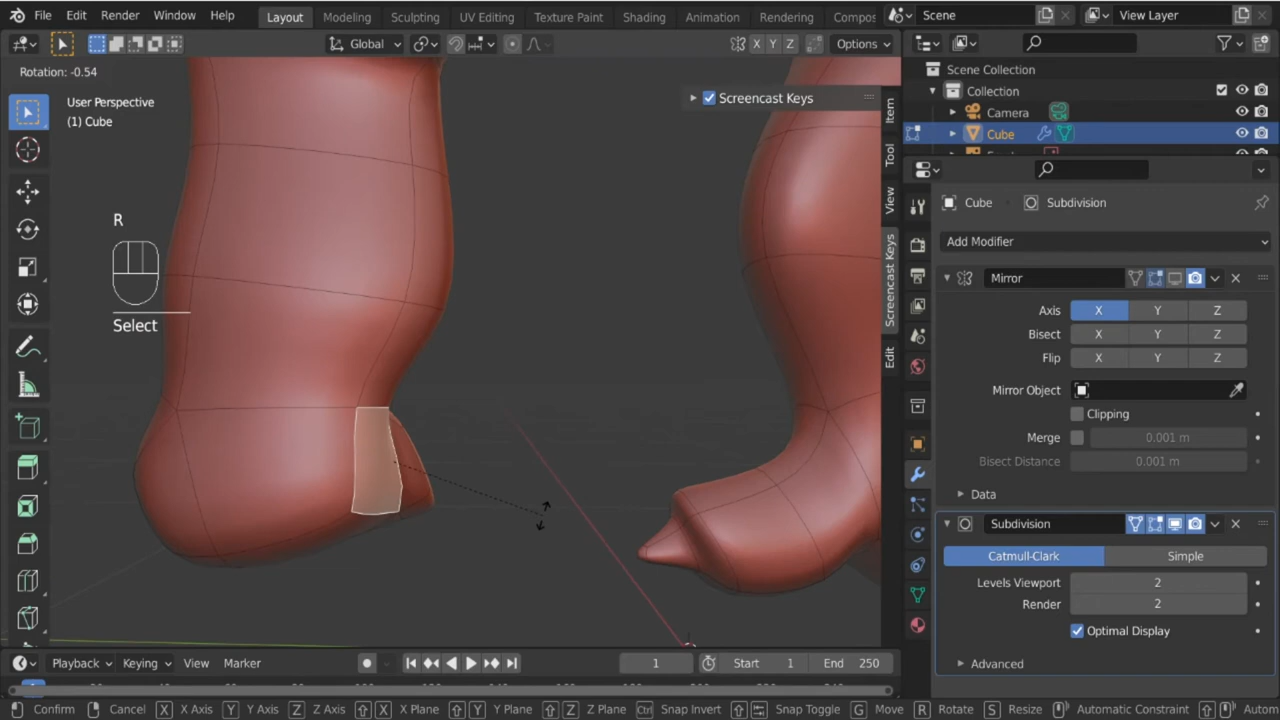 File Edit Render Window Help Layout Modeling Sculpting UV Editing Texture Paint Shading Animation Rendering Compos Scene View Layer
Global X Y Z Options
Rotation: -0.54
User Perspective
(1) Cube
Screencast Keys
R
Select
Item
Tool
View
Screencast Keys
Edit
Scene Collection
Collection
Camera
Cube
Cube Subdivision
Add Modifier
Mirror
Axis X Y Z
Bisect X Y Z
Flip X Y Z
Mirror Object
Clipping
Merge 0.001 m
Bisect Distance 0.001 m
Data
Subdivision
Catmull-Clark Simple
Levels Viewport 2
Render 2
Optimal Display
Advanced
Playback Keying View Marker 1 Start 1 End 250
Confirm Cancel X X Axis Y Y Axis Z Z Axis X X Plane Y Y Plane Z Z Plane Ctrl Snap Invert Snap Toggle G Move R Rotate S Resize Automatic Constraint Autom